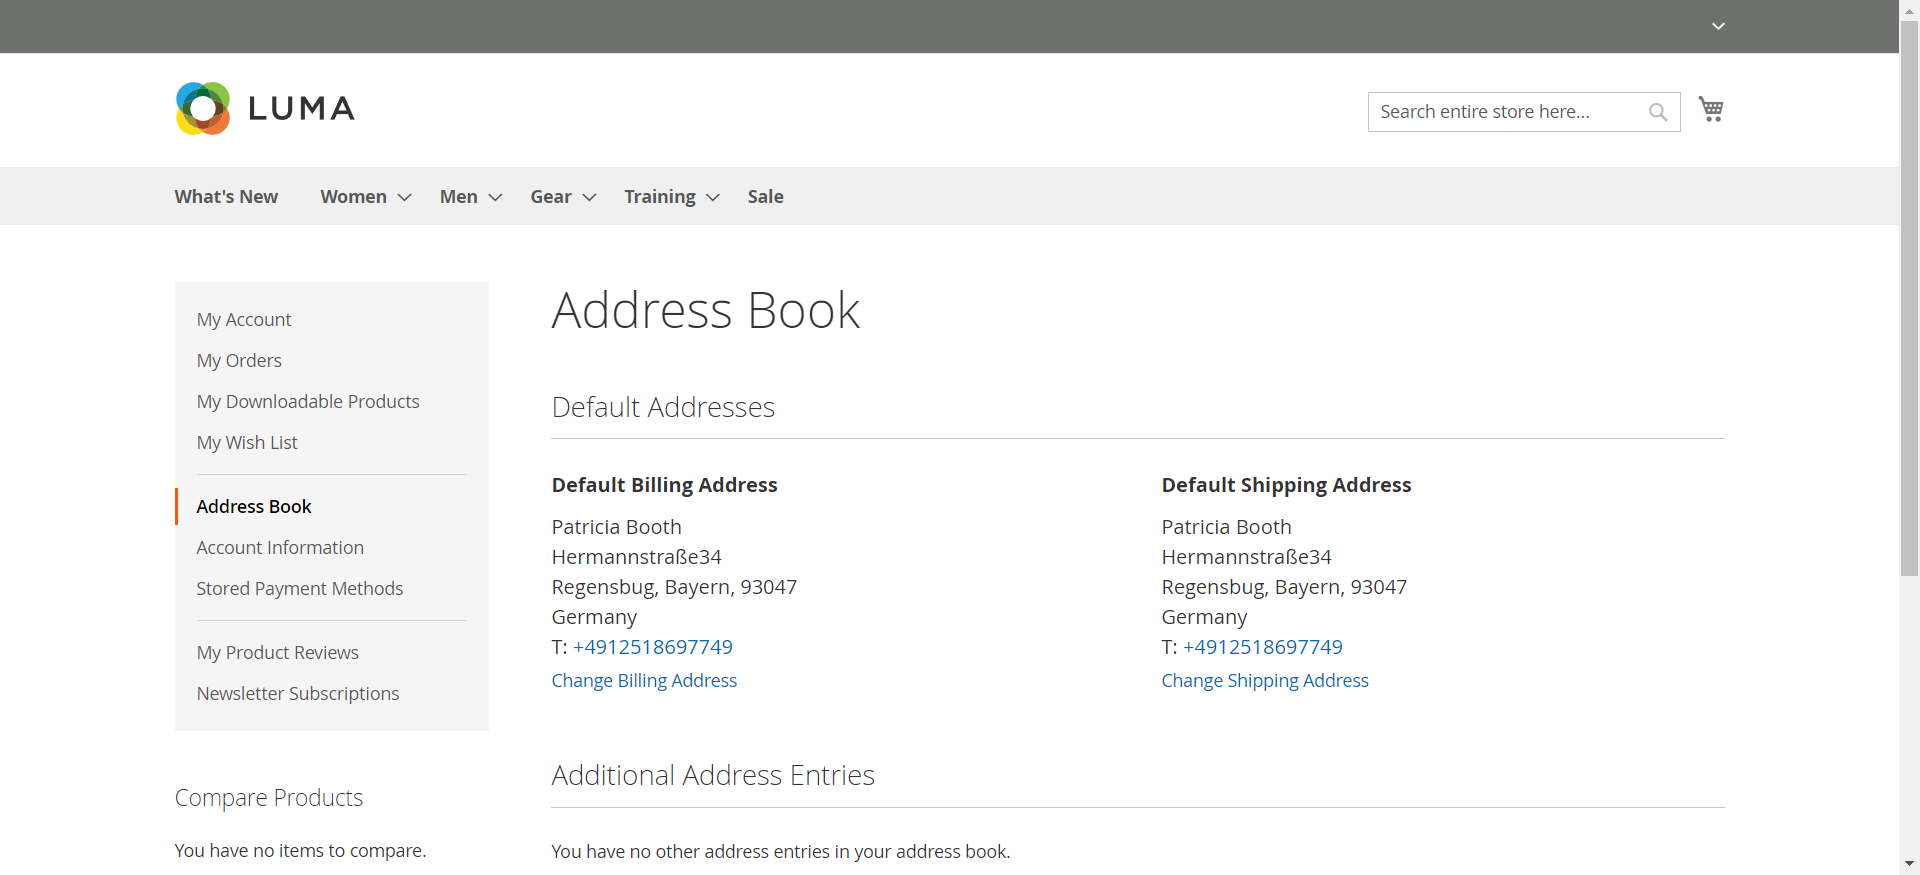 LUMA
Search entire store here...
What's New
Women
Men
Gear
Training
Sale
My Account
My Orders
My Downloadable Products
My Wish List
Address Book
Account Information
Stored Payment Methods
My Product Reviews
Newsletter Subscriptions
Compare Products
You have no items to compare.
Address Book
Default Addresses
Default Billing Address
Patricia Booth
Hermannstraße34
Regensbug, Bayern, 93047
Germany
T: +4912518697749
Change Billing Address
Default Shipping Address
Patricia Booth
Hermannstraße34
Regensbug, Bayern, 93047
Germany
T: +4912518697749
Change Shipping Address
Additional Address Entries
You have no other address entries in your address book.